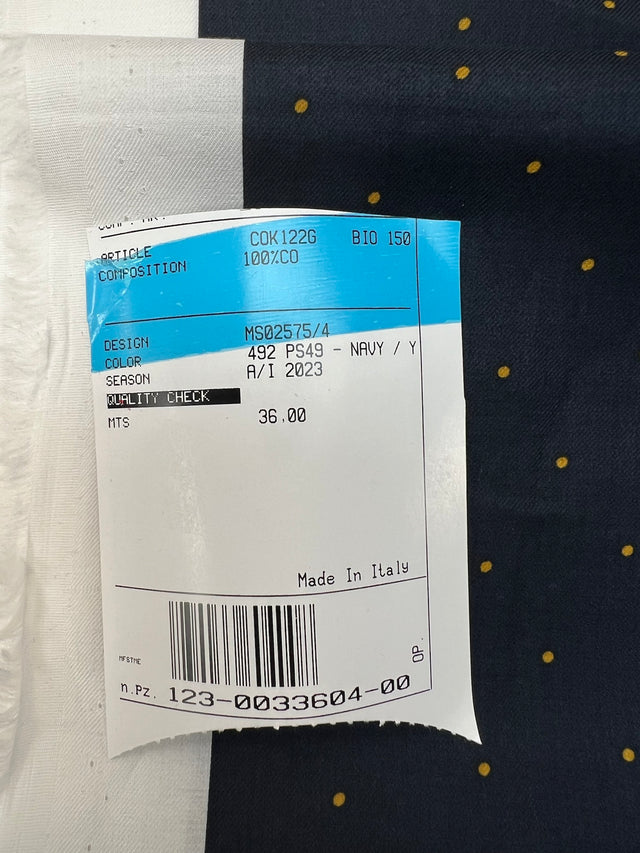 ARTICLE COK122G BIO 150
COMPOSITION 100%CO
DESIGN MS02575/4
COLOR 492 PS49 - NAVY / Y
SEASON A/I 2023
QUALITY CHECK
MTS 36,00
Made In Italy
MFSTME
OP.
n.Pz. 123-0033604-00